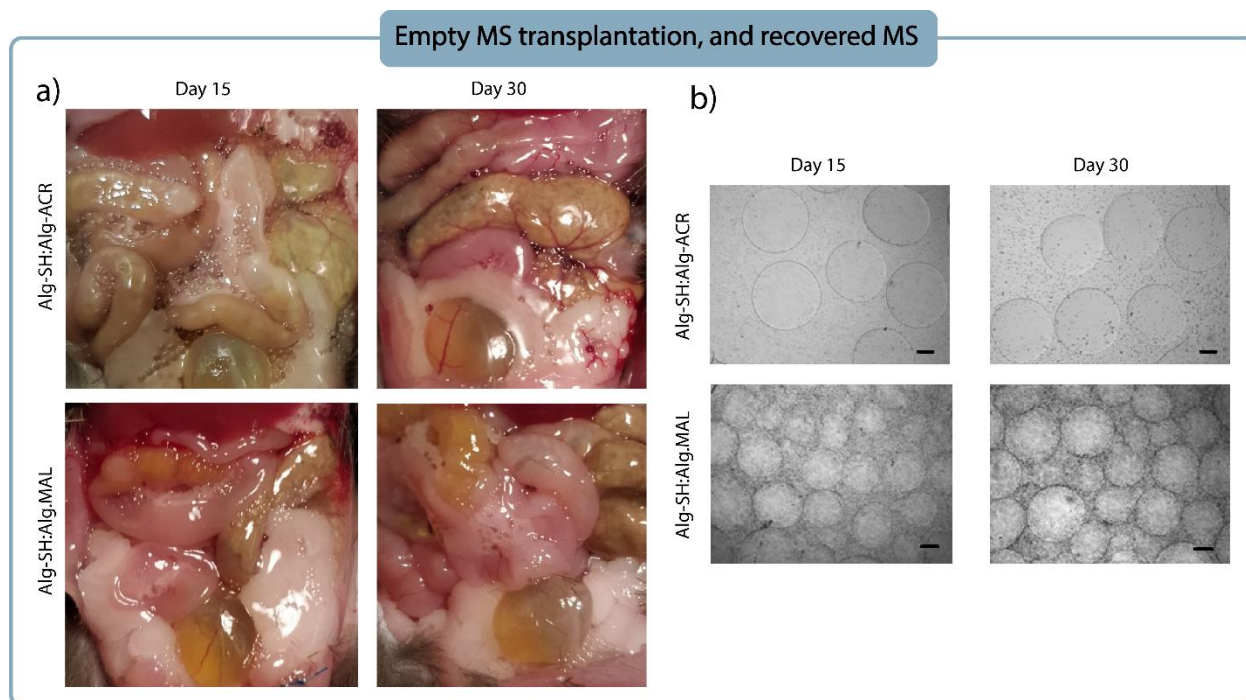 Empty MS transplantation, and recovered MS
a)
Day 15
Day 30
Alg-SH:Alg-ACR
Alg-SH:Alg.MAL
b)
Day 15
Day 30
Alg-SH:Alg-ACR
Alg-SH:Alg.MAL